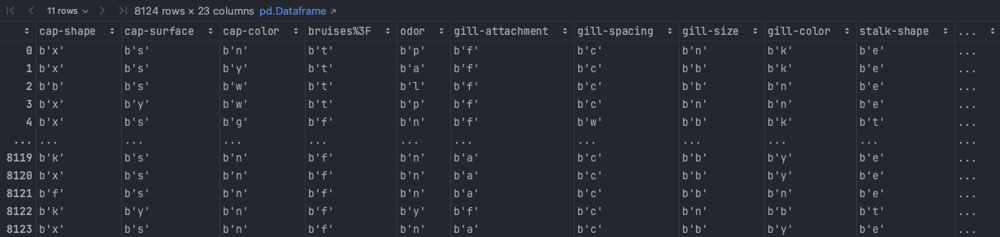 11 rows 8124 rows × 23 columns pd.Dataframe
cap-shape cap-surface cap-color bruises%3F odor gill-attachment gill-spacing gill-size gill-color stalk-shape ...
0 b'x' b's' b'n' b't' b'p' b'f' b'c' b'n' b'k' b'e' ...
1 b'x' b's' b'y' b't' b'a' b'f' b'c' b'b' b'k' b'e' ...
2 b'b' b's' b'w' b't' b'l' b'f' b'c' b'b' b'n' b'e' ...
3 b'x' b'y' b'w' b't' b'p' b'f' b'c' b'n' b'n' b'e' ...
4 b'x' b's' b'g' b'f' b'n' b'f' b'w' b'b' b'k' b't' ...
... ... ... ... ... ... ... ... ... ... ... ...
8119 b'k' b's' b'n' b'f' b'n' b'a' b'c' b'b' b'y' b'e' ...
8120 b'x' b's' b'n' b'f' b'n' b'a' b'c' b'b' b'y' b'e' ...
8121 b'f' b's' b'n' b'f' b'n' b'a' b'c' b'b' b'n' b'e' ...
8122 b'k' b'y' b'n' b'f' b'y' b'f' b'c' b'n' b'b' b't' ...
8123 b'x' b's' b'n' b'f' b'n' b'a' b'c' b'b' b'y' b'e' ...